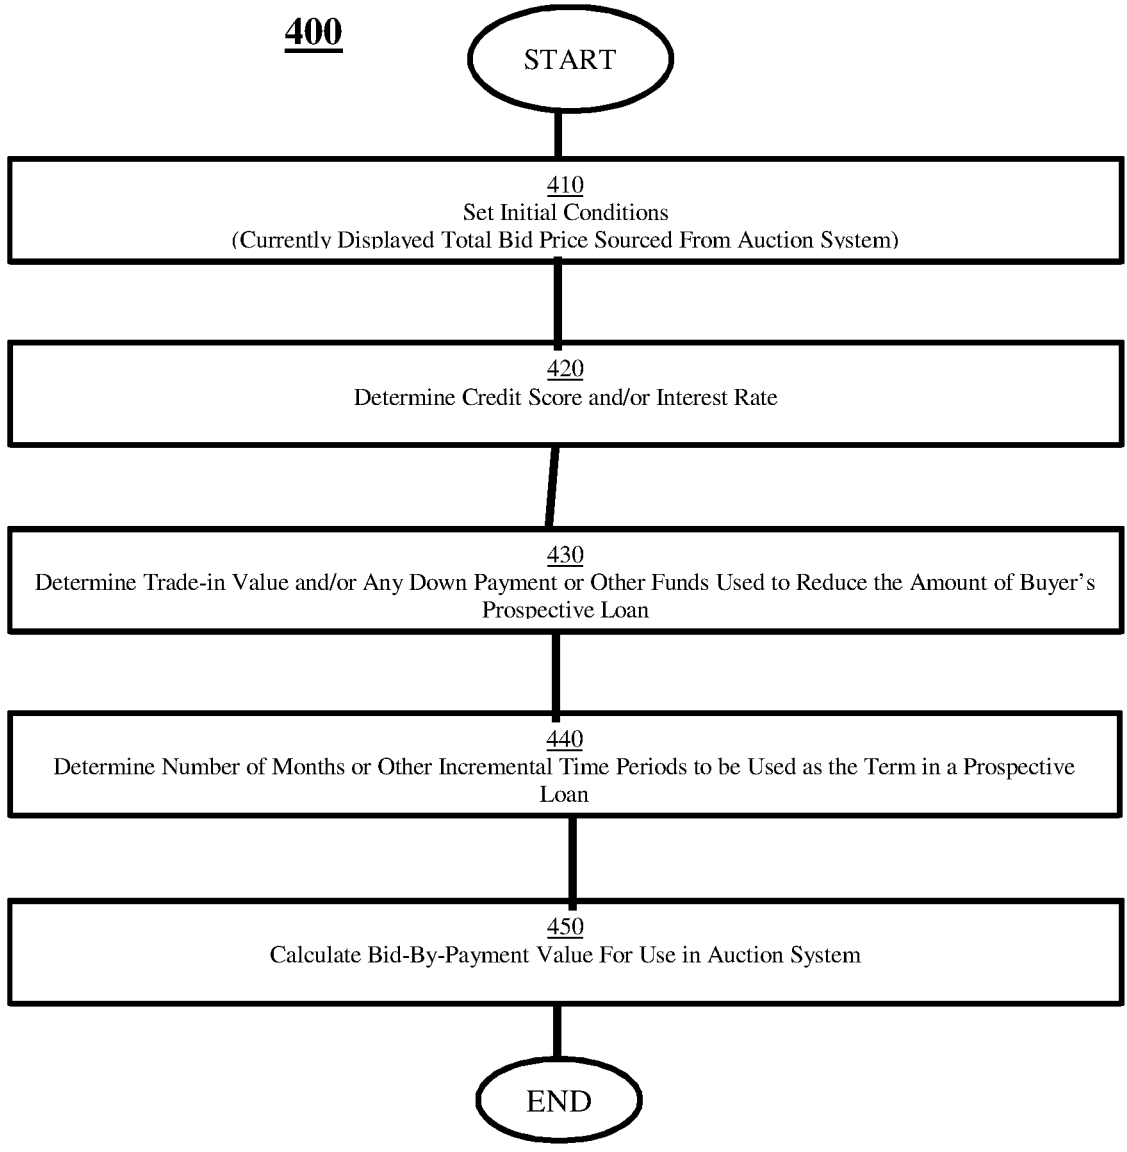 400
START
410
Set Initial Conditions
(Currently Displayed Total Bid Price Sourced From Auction System)
420
Determine Credit Score and/or Interest Rate
430
Determine Trade-in Value and/or Any Down Payment or Other Funds Used to Reduce the Amount of Buyer’s
Prospective Loan
440
Determine Number of Months or Other Incremental Time Periods to be Used as the Term in a Prospective
Loan
450
Calculate Bid-By-Payment Value For Use in Auction System
END